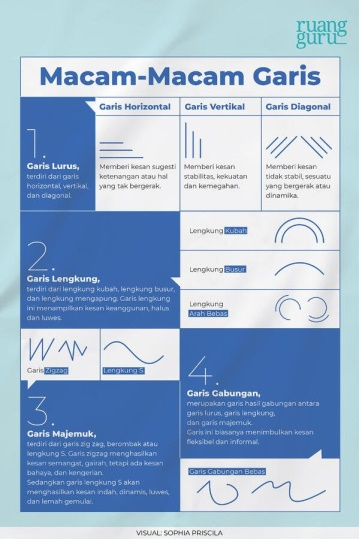 ruang
guru
Macam-Macam Garis
Garis Horizontal
Garis Vertikal
Garis Diagonal
1.
Garis Lurus,
terdiri dari garis
horizontal, vertikal,
dan diagonal.
Memberi kesan sugesti
ketenangan atau hal
yang tak bergerak.
Memberi kesan
stabilitas, kekuatan
dan kemegahan.
Memberi kesan
tidak stabil, sesuatu
yang bergerak atau
dinamika.
2.
Garis Lengkung,
terdiri dari lengkung kubah, lengkung busur,
dan lengkung mengapung. Garis lengkung
ini menampilkan kesan keanggunan, halus
dan luwes.
Lengkung Kubah
Lengkung Busur
Lengkung
Arah Bebas
Garis Zigzag
Lengkung S
3.
Garis Majemuk,
terdiri dari garis zig zag, berombak atau
lengkung S. Garis zigzag menghasilkan
kesan semangat, gairah, tetapi ada kesan
bahaya, dan kengerian.
Sedangkan garis lengkung S akan
menghasilkan kesan indah, dinamis, luwes,
dan lemah gemulai.
4.
Garis Gabungan,
merupakan garis hasil gabungan antara
garis lurus, garis lengkung,
dan garis majemuk.
Garis ini biasanya menimbulkan kesan
fleksibel dan informal.
Garis Gabungan Bebas
VISUAL: SOPHIA PRISCILA